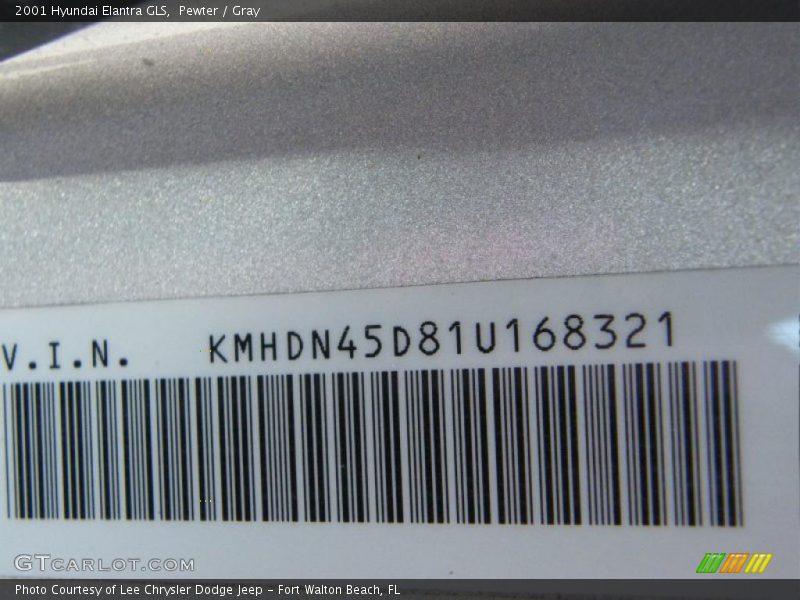 2001 Hyundai Elantra GLS, Pewter / Gray
V.I.N. KMHDN45D81U168321
GTCARLOT.COM
Photo Courtesy of Lee Chrysler Dodge Jeep – Fort Walton Beach, FL